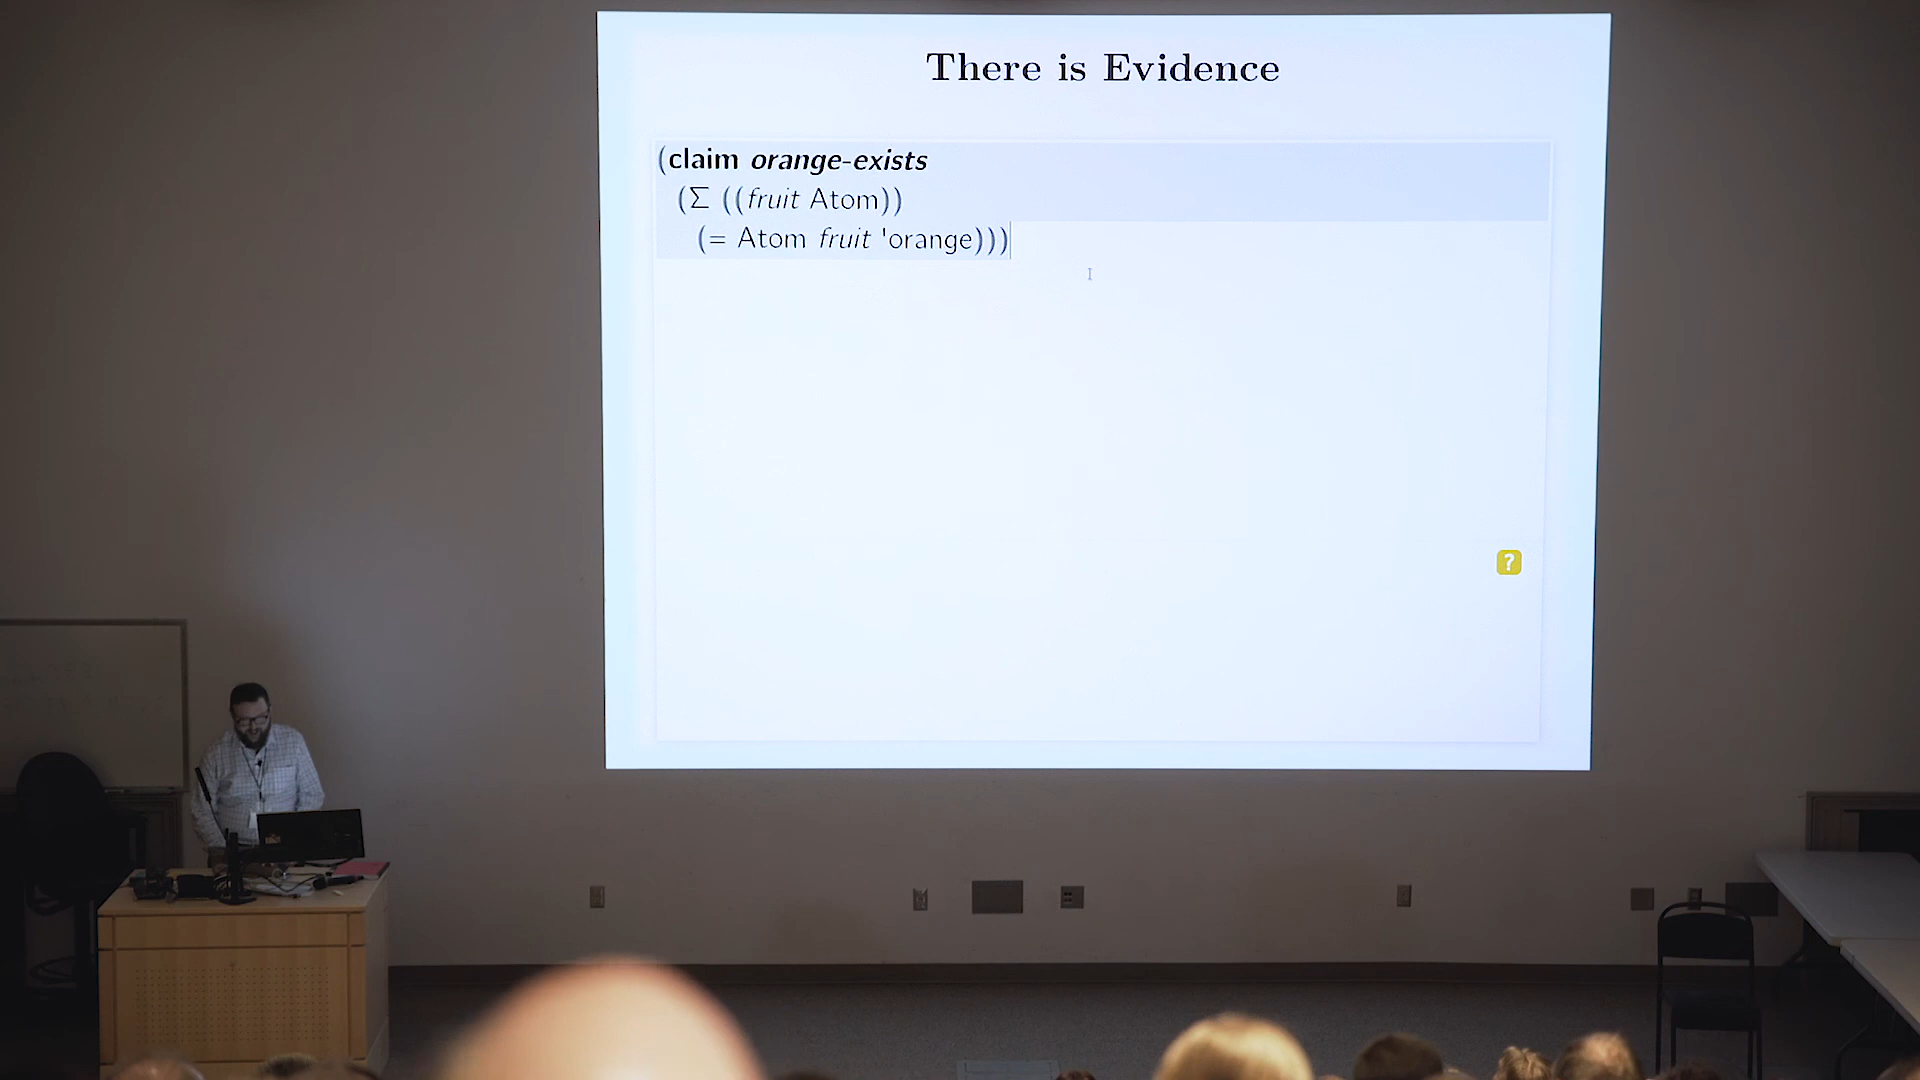 There is Evidence
(claim orange-exists
(Σ ((fruit Atom))
(= Atom fruit 'orange)))
?